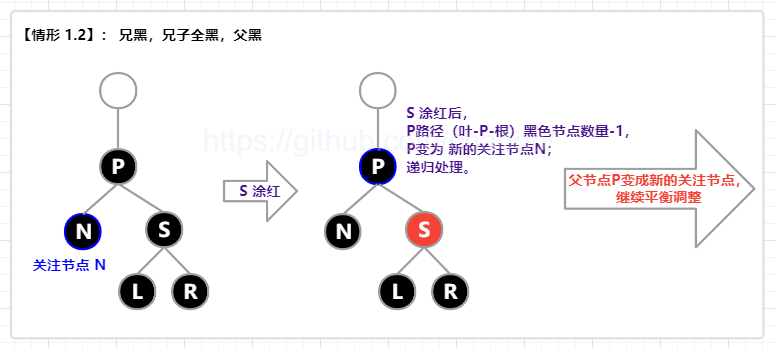 【情形 1.2】: 兄黑，兄子全黑，父黑
https://github.co
P
N
S
L
R
关注节点 N
S 涂红
P
N
S
L
R
S 涂红后，
P路径（叶-P-根）黑色节点数量-1，
P变为 新的关注节点N；
递归处理。
父节点P变成新的关注节点，
继续平衡调整